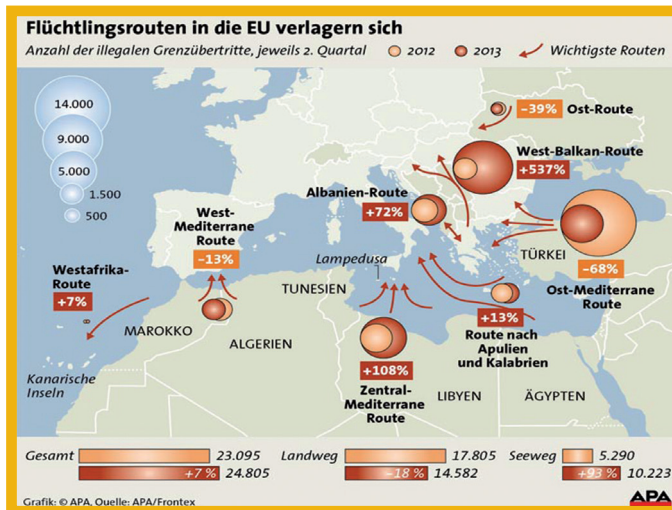 Flüchtlingsrouten in die EU verlagern sich
Anzahl der illegalen Grenzübertritte, jeweils 2. Quartal 2012 2013 Wichtigste Routen
14.000
9.000
5.000
1.500
500
–39%
Ost-Route
West-Balkan-Route
+537%
Albanien-Route
+72%
West-
Mediterrane
Route
–13%
Lampedusa
TÜRKEI
–68%
Ost-Mediterrane
Route
Westafrika-
Route
+7%
TUNESIEN
+13%
Route nach
Apulien
und Kalabrien
MAROKKO
ALGERIEN
+108%
Zentral-
Mediterrane
Route
LIBYEN
ÄGYPTEN
Kanarische
Inseln
Gesamt 23.095
+7 % 24.805
Landweg 17.805
–18 % 14.582
Seeweg 5.290
+93 % 10.223
Grafik: © APA, Quelle: APA/Frontex
APA